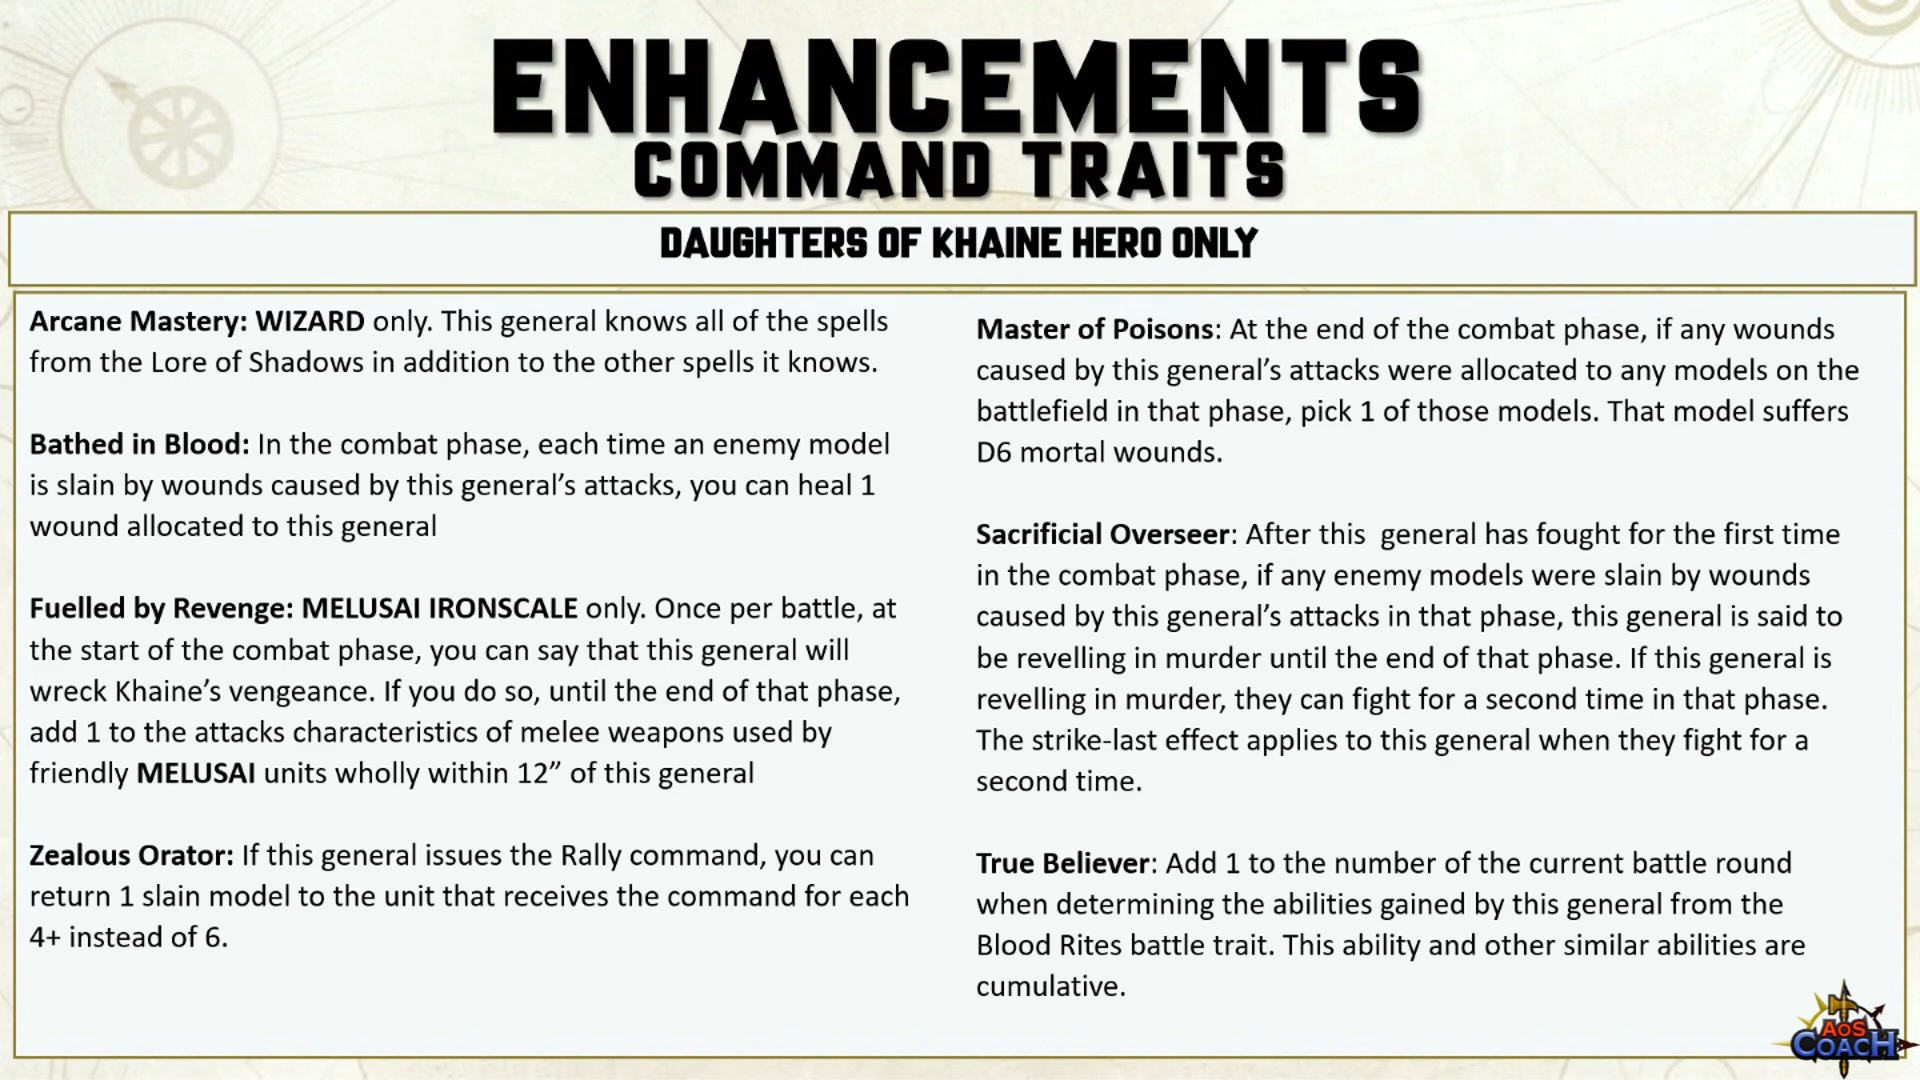 ENHANCEMENTS
COMMAND TRAITS
DAUGHTERS OF KHAINE HERO ONLY
Arcane Mastery: WIZARD only. This general knows all of the spells
from the Lore of Shadows in addition to the other spells it knows.
Bathed in Blood: In the combat phase, each time an enemy model
is slain by wounds caused by this general’s attacks, you can heal 1
wound allocated to this general
Fuelled by Revenge: MELUSAI IRONSCALE only. Once per battle, at
the start of the combat phase, you can say that this general will
wreck Khaine’s vengeance. If you do so, until the end of that phase,
add 1 to the attacks characteristics of melee weapons used by
friendly MELUSAI units wholly within 12” of this general
Zealous Orator: If this general issues the Rally command, you can
return 1 slain model to the unit that receives the command for each
4+ instead of 6.
Master of Poisons: At the end of the combat phase, if any wounds
caused by this general’s attacks were allocated to any models on the
battlefield in that phase, pick 1 of those models. That model suffers
D6 mortal wounds.
Sacrificial Overseer: After this general has fought for the first time
in the combat phase, if any enemy models were slain by wounds
caused by this general’s attacks in that phase, this general is said to
be revelling in murder until the end of that phase. If this general is
revelling in murder, they can fight for a second time in that phase.
The strike-last effect applies to this general when they fight for a
second time.
True Believer: Add 1 to the number of the current battle round
when determining the abilities gained by this general from the
Blood Rites battle trait. This ability and other similar abilities are
cumulative.
AoS
COACH